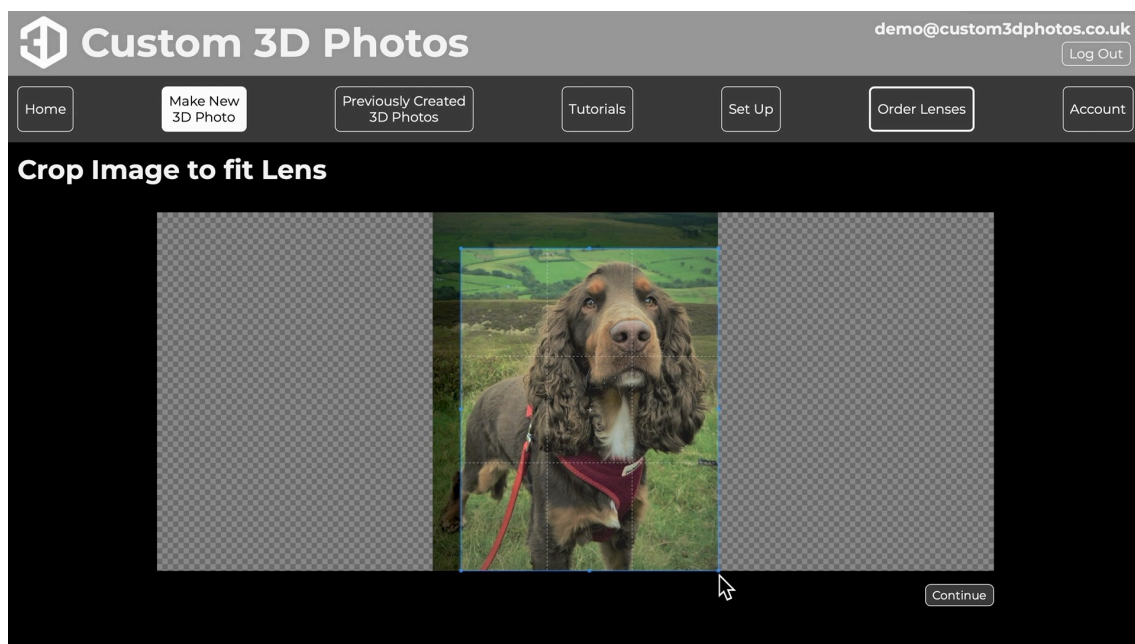 Custom 3D Photos
demo@custom3dphotos.co.uk
Log Out
Home
Make New
3D Photo
Previously Created
3D Photos
Tutorials
Set Up
Order Lenses
Account
Crop Image to fit Lens
Continue